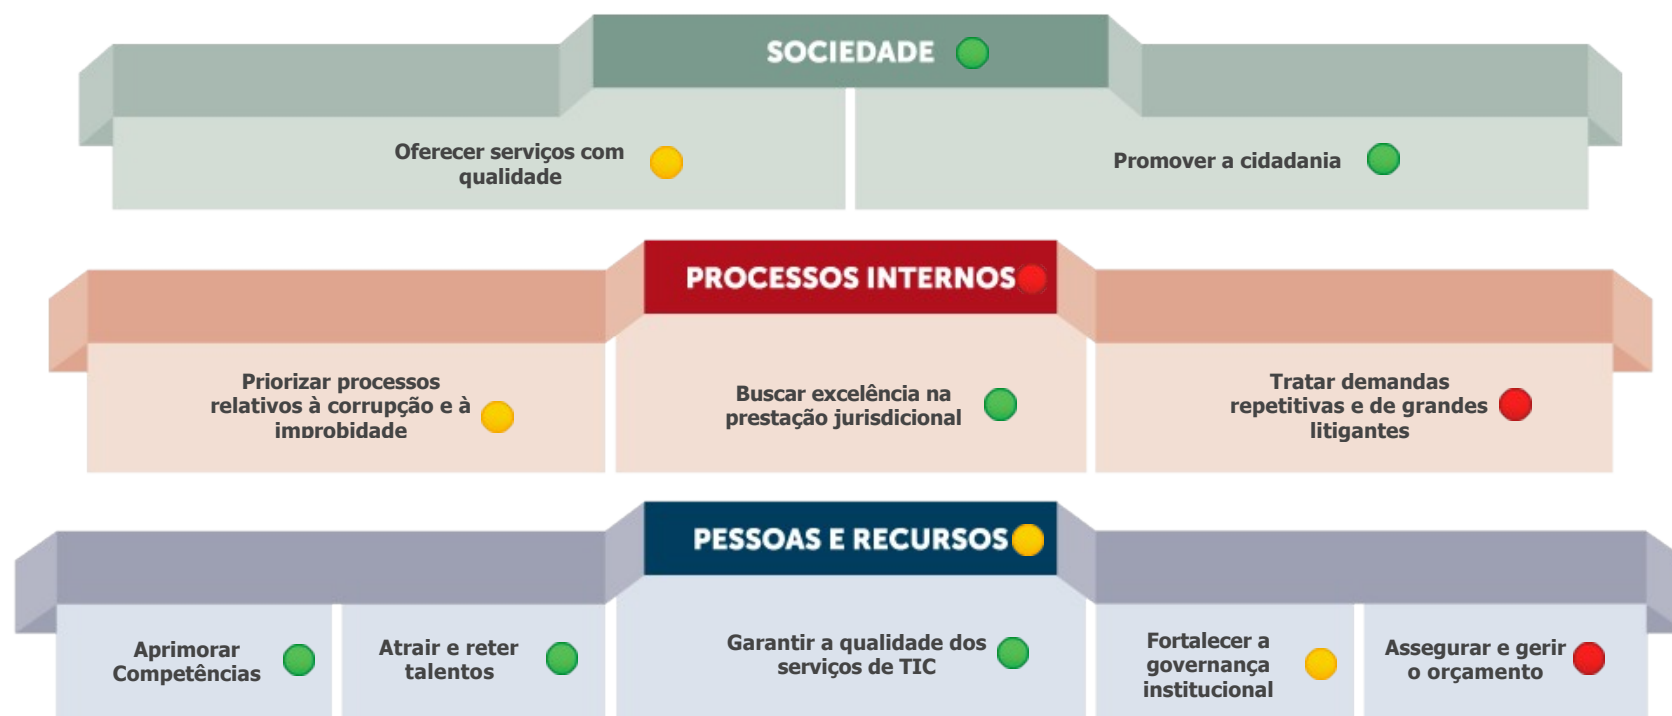 SOCIEDADE
Oferecer serviços com
qualidade
Promover a cidadania
PROCESSOS INTERNOS
Priorizar processos
relativos à corrupção e à
improbidade
Buscar excelência na
prestação jurisdicional
Tratar demandas
repetitivas e de grandes
litigantes
PESSOAS E RECURSOS
Aprimorar
Competências
Atrair e reter
talentos
Garantir a qualidade dos
serviços de TIC
Fortalecer a
governança
institucional
Assegurar e gerir
o orçamento